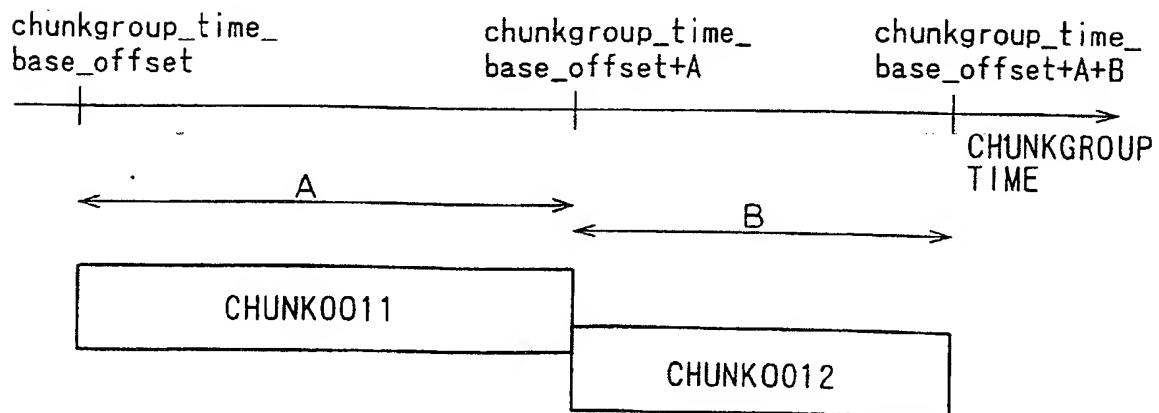 chunkgroup_time_
base_offset
chunkgroup_time_
base_offset+A
chunkgroup_time_
base_offset+A+B
CHUNKGROUP
TIME
A
B
CHUNK0011
CHUNK0012